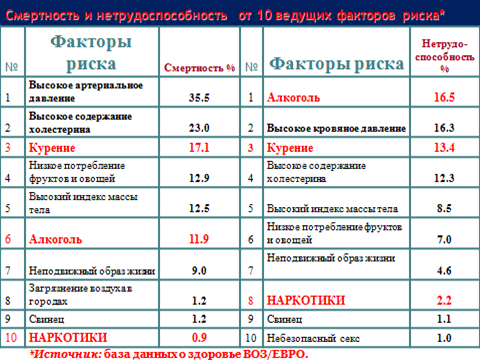 Смертность и нетрудоспособность от 10 ведущих факторов риска*
№ Факторы риска Смертность % № Факторы риска Нетрудо-способность %
1 Высокое артериальное давление 35.5 1 Алкоголь 16.5
2 Высокое содержание холестерина 23.0 2 Высокое кровяное давление 16.3
3 Курение 17.1 3 Курение 13.4
4 Низкое потребление фруктов и овощей 12.9 4 Высокое содержание холестерина 12.3
5 Высокий индекс массы тела 12.5 5 Высокий индекс массы тела 8.5
6 Алкоголь 11.9 6 Низкое потребление фруктов и овощей 7.0
7 Неподвижный образ жизни 9.0 7 Неподвижный образ жизни 4.6
8 Загрязнение воздуха в городах 1.2 8 НАРКОТИКИ 2.2
9 Свинец 1.2 9 Свинец 1.1
10 НАРКОТИКИ 0.9 10 Небезопасный секс 1.0
*Источник: база данных о здоровье ВОЗ/ЕВРО.